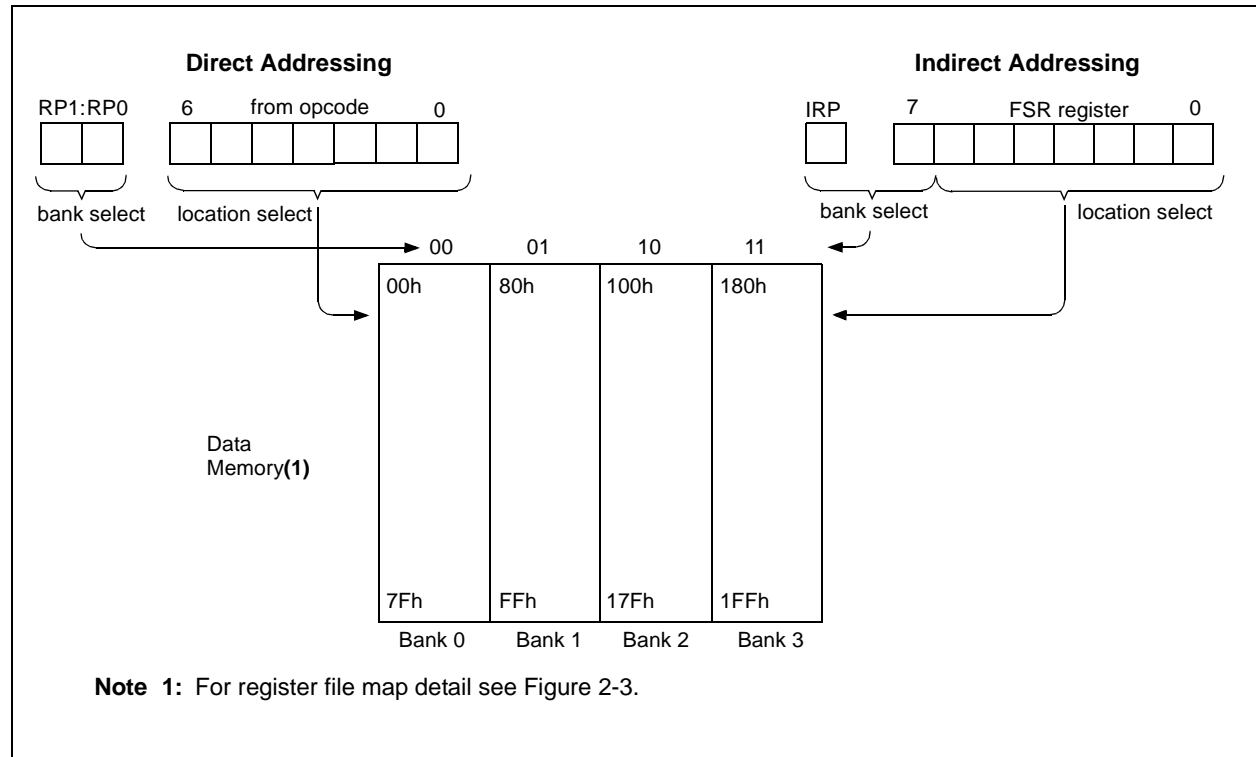 Direct Addressing
Indirect Addressing
RP1:RP0
6 from opcode 0
IRP
7 FSR register 0
bank select
location select
bank select
location select
00 01 10 11
00h 80h 100h 180h
Data
Memory(1)
7Fh FFh 17Fh 1FFh
Bank 0 Bank 1 Bank 2 Bank 3
Note 1: For register file map detail see Figure 2-3.